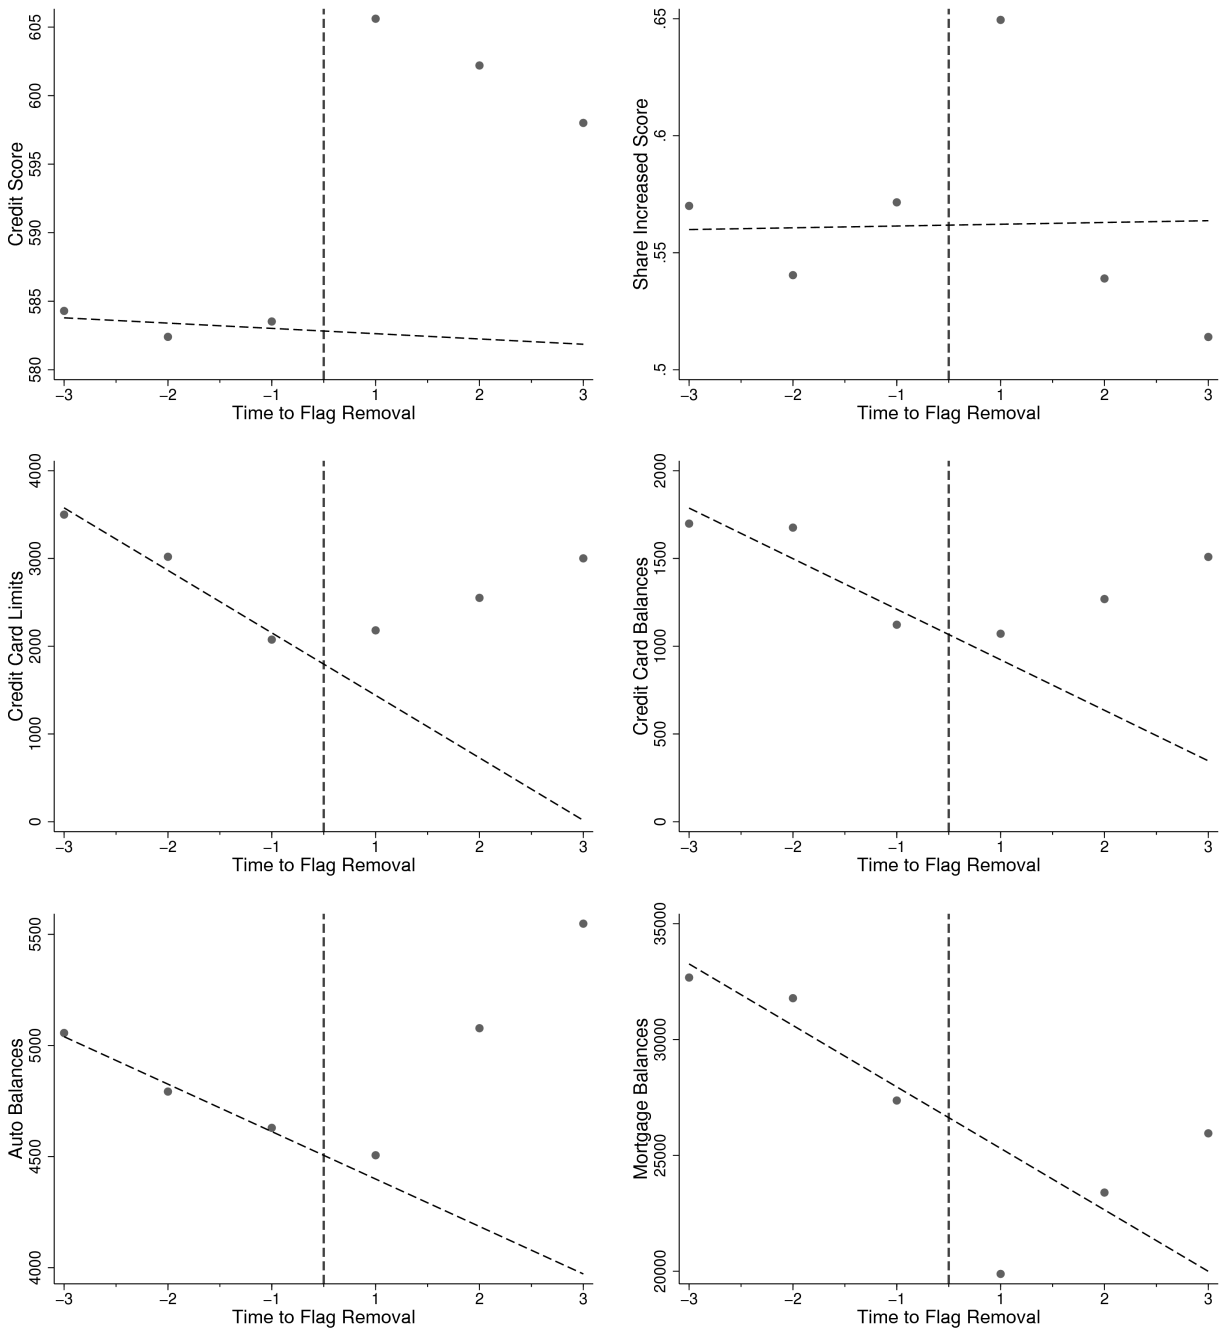 Credit Score
580 585 590 595 600 605
−3 −2 −1 1 2 3
Time to Flag Removal
Share Increased Score
.5 .55 .6 .65
−3 −2 −1 1 2 3
Time to Flag Removal
Credit Card Limits
0 1000 2000 3000 4000
−3 −2 −1 1 2 3
Time to Flag Removal
Credit Card Balances
0 500 1000 1500 2000
−3 −2 −1 1 2 3
Time to Flag Removal
Auto Balances
4000 4500 5000 5500
−3 −2 −1 1 2 3
Time to Flag Removal
Mortgage Balances
20000 25000 30000 35000
−3 −2 −1 1 2 3
Time to Flag Removal